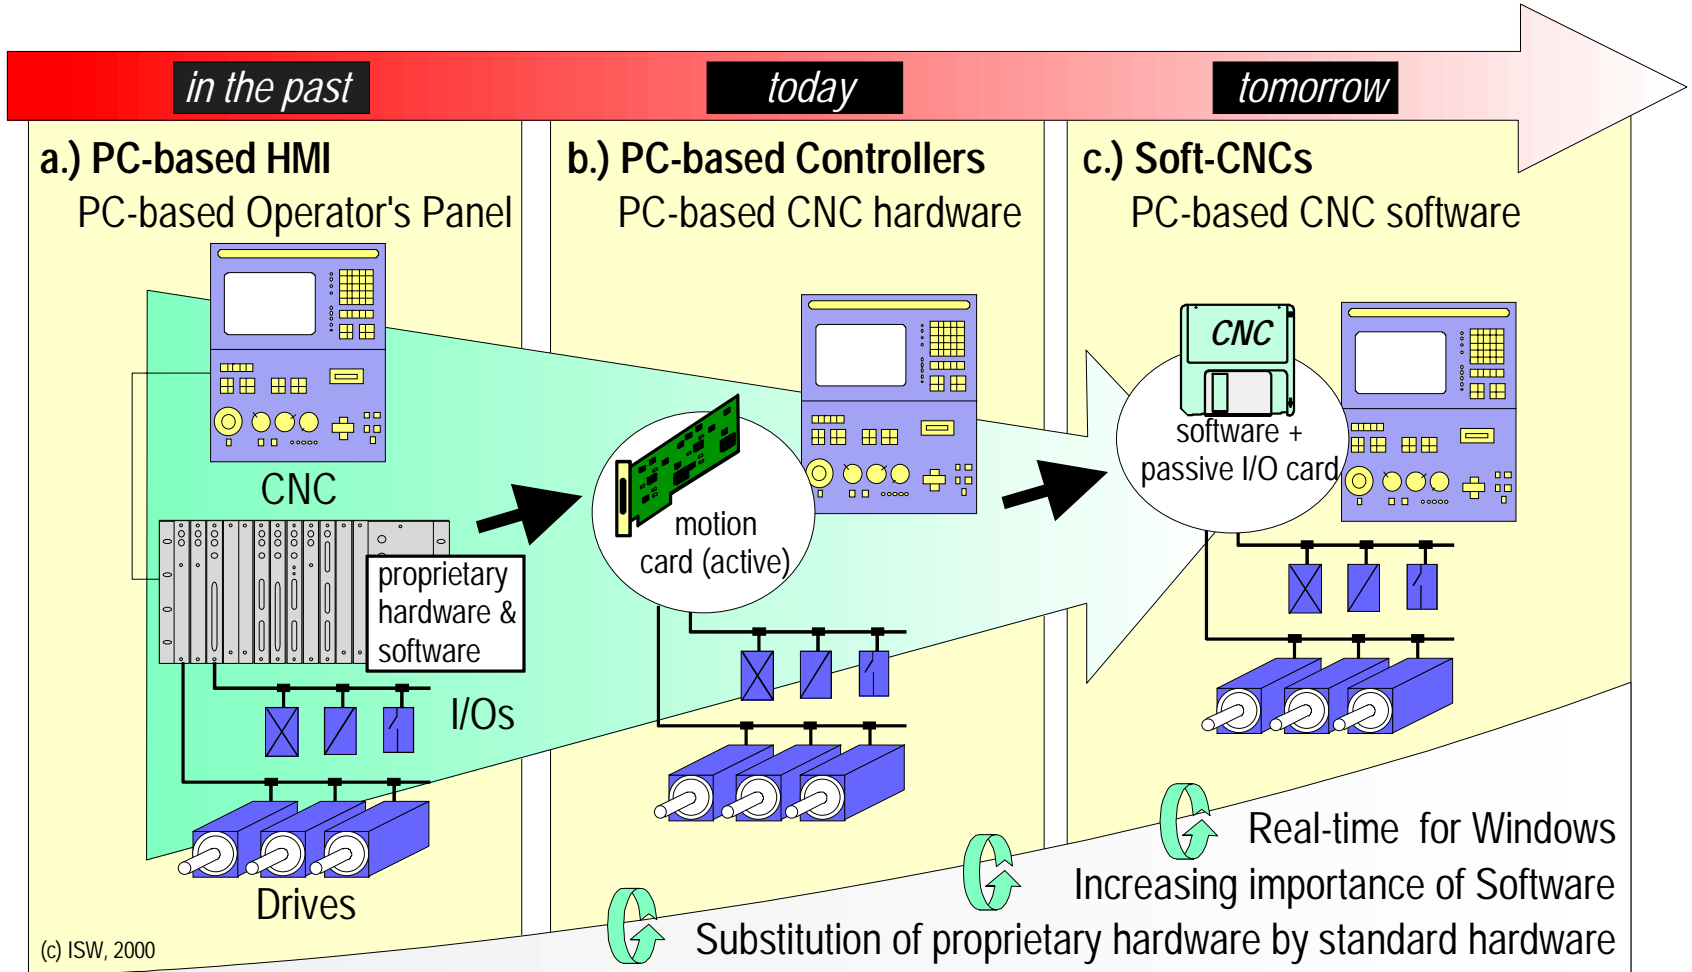 in the past
today
tomorrow
a.) PC-based HMI
PC-based Operator's Panel
CNC
proprietary
hardware &
software
I/Os
Drives
(c) ISW, 2000
b.) PC-based Controllers
PC-based CNC hardware
motion
card (active)
c.) Soft-CNCs
PC-based CNC software
CNC
software +
passive I/O card
Real-time for Windows
Increasing importance of Software
Substitution of proprietary hardware by standard hardware